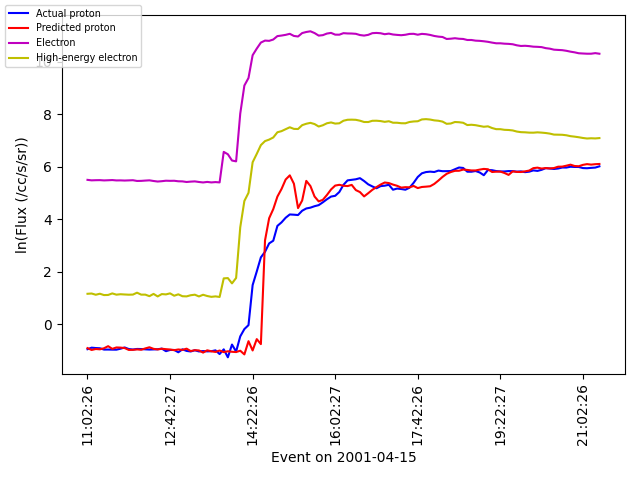 Actual proton
Predicted proton
Electron
High-energy electron
ln(Flux (/cc/s/sr))
8
6
4
2
0
11:02:26
12:42:27
14:22:26
16:02:27
17:42:26
19:22:27
21:02:26
Event on 2001-04-15